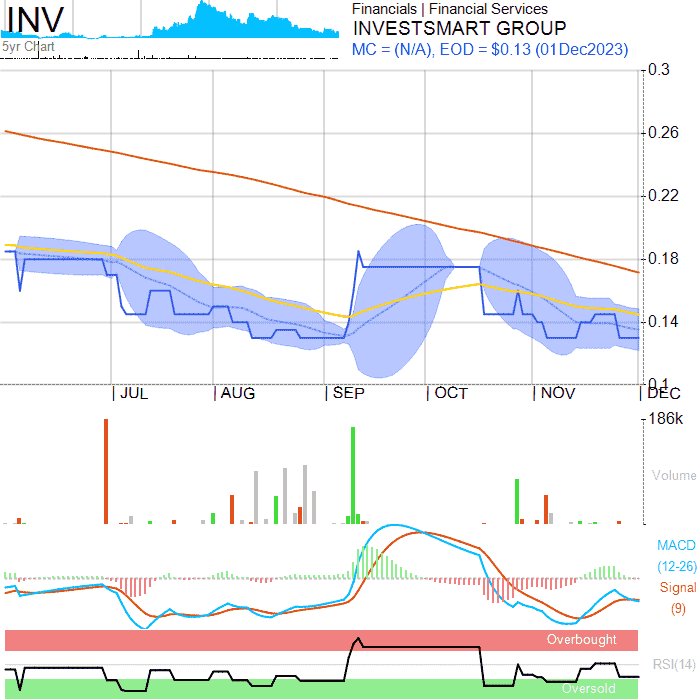 INV
5yr Chart
Financials | Financial Services
INVESTSMART GROUP
MC = (N/A), EOD = $0.13 (01Dec2023)
0.3
0.26
0.22
0.18
0.14
0.1
JUL AUG SEP OCT NOV DEC
186k
Volume
MACD
(12-26)
Signal
(9)
Overbought
RSI(14)
Oversold